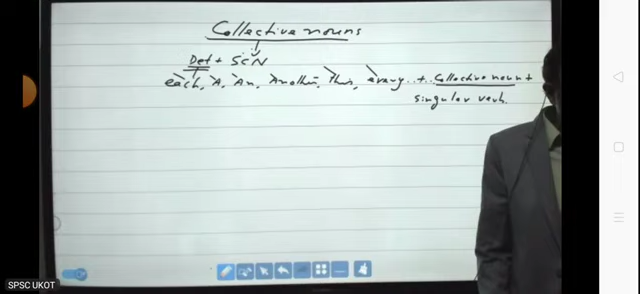 Collective nouns
Det + SCN
each, A, An, Another, This, every..+ Collective noun +
singular verb.
SPSC UKOT